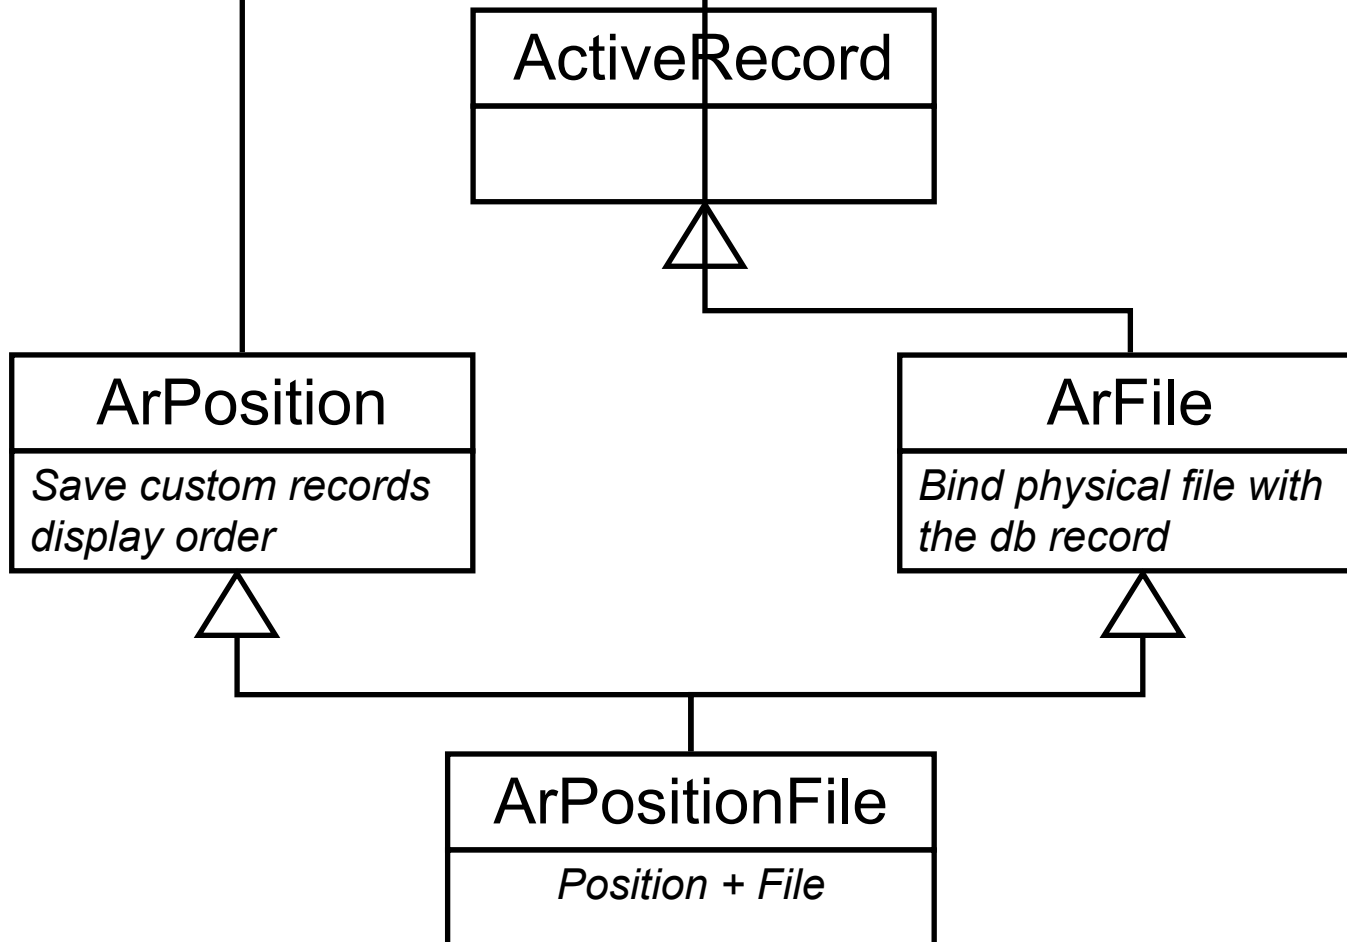 ActiveRecord
ArPosition
Save custom records
display order
ArFile
Bind physical file with
the db record
ArPositionFile
Position + File